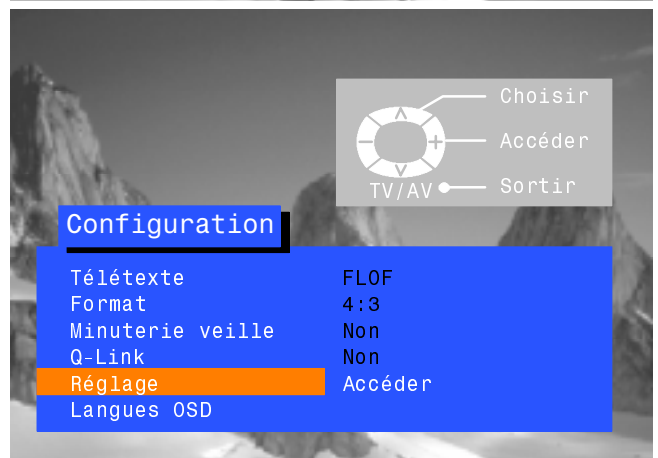 Choisir
Accéder
TV/AV Sortir
Configuration
Télétexte FLOF
Format 4:3
Minuterie veille Non
Q-Link Non
Réglage Accéder
Langues OSD